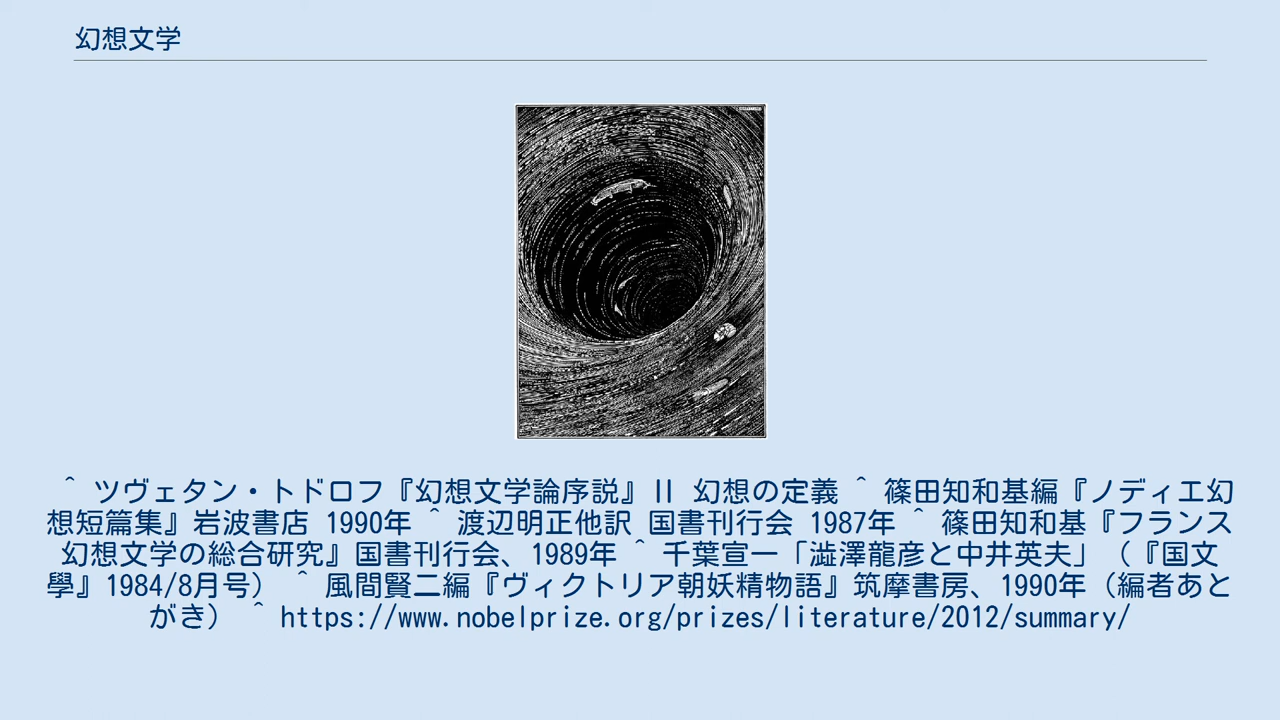 幻想文学
^ ツヴェタン・トドロフ『幻想文学論序説』II 幻想の定義 ^ 篠田知和基編『ノディエ幻
想短篇集』岩波書店 1990年 ^ 渡辺明正他訳 国書刊行会 1987年 ^ 篠田知和基『フランス
幻想文学の総合研究』国書刊行会、1989年 ^ 千葉宣一「澁澤龍彦と中井英夫」（『国文
學』1984/8月号） ^ 風間賢二編『ヴィクトリア朝妖精物語』筑摩書房、1990年（編者あと
がき） ^ https://www.nobelprize.org/prizes/literature/2012/summary/